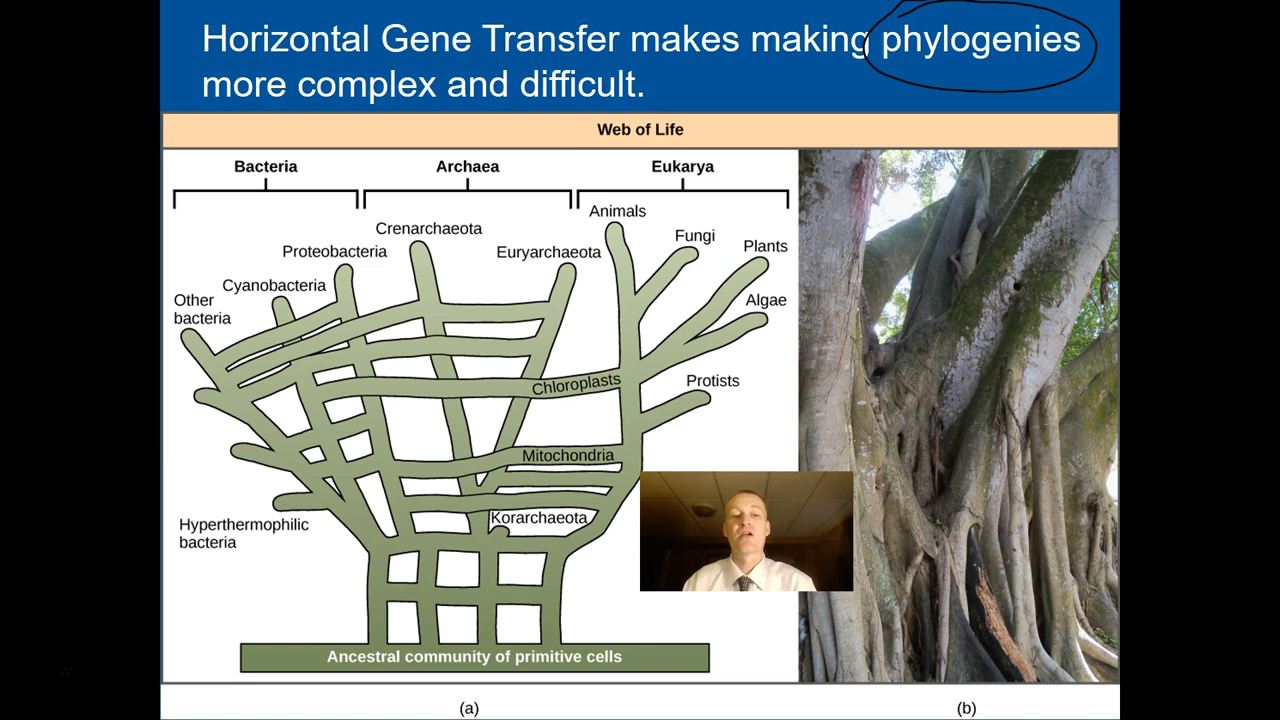 Horizontal Gene Transfer makes making phylogenies
more complex and difficult.
Web of Life
Bacteria
Archaea
Eukarya
Animals
Crenarchaeota
Fungi
Proteobacteria
Euryarchaeota
Plants
Cyanobacteria
Other
bacteria
Algae
Chloroplasts
Protists
Mitochondria
Korarchaeota
Hyperthermophilic
bacteria
Ancestral community of primitive cells
(a)
(b)